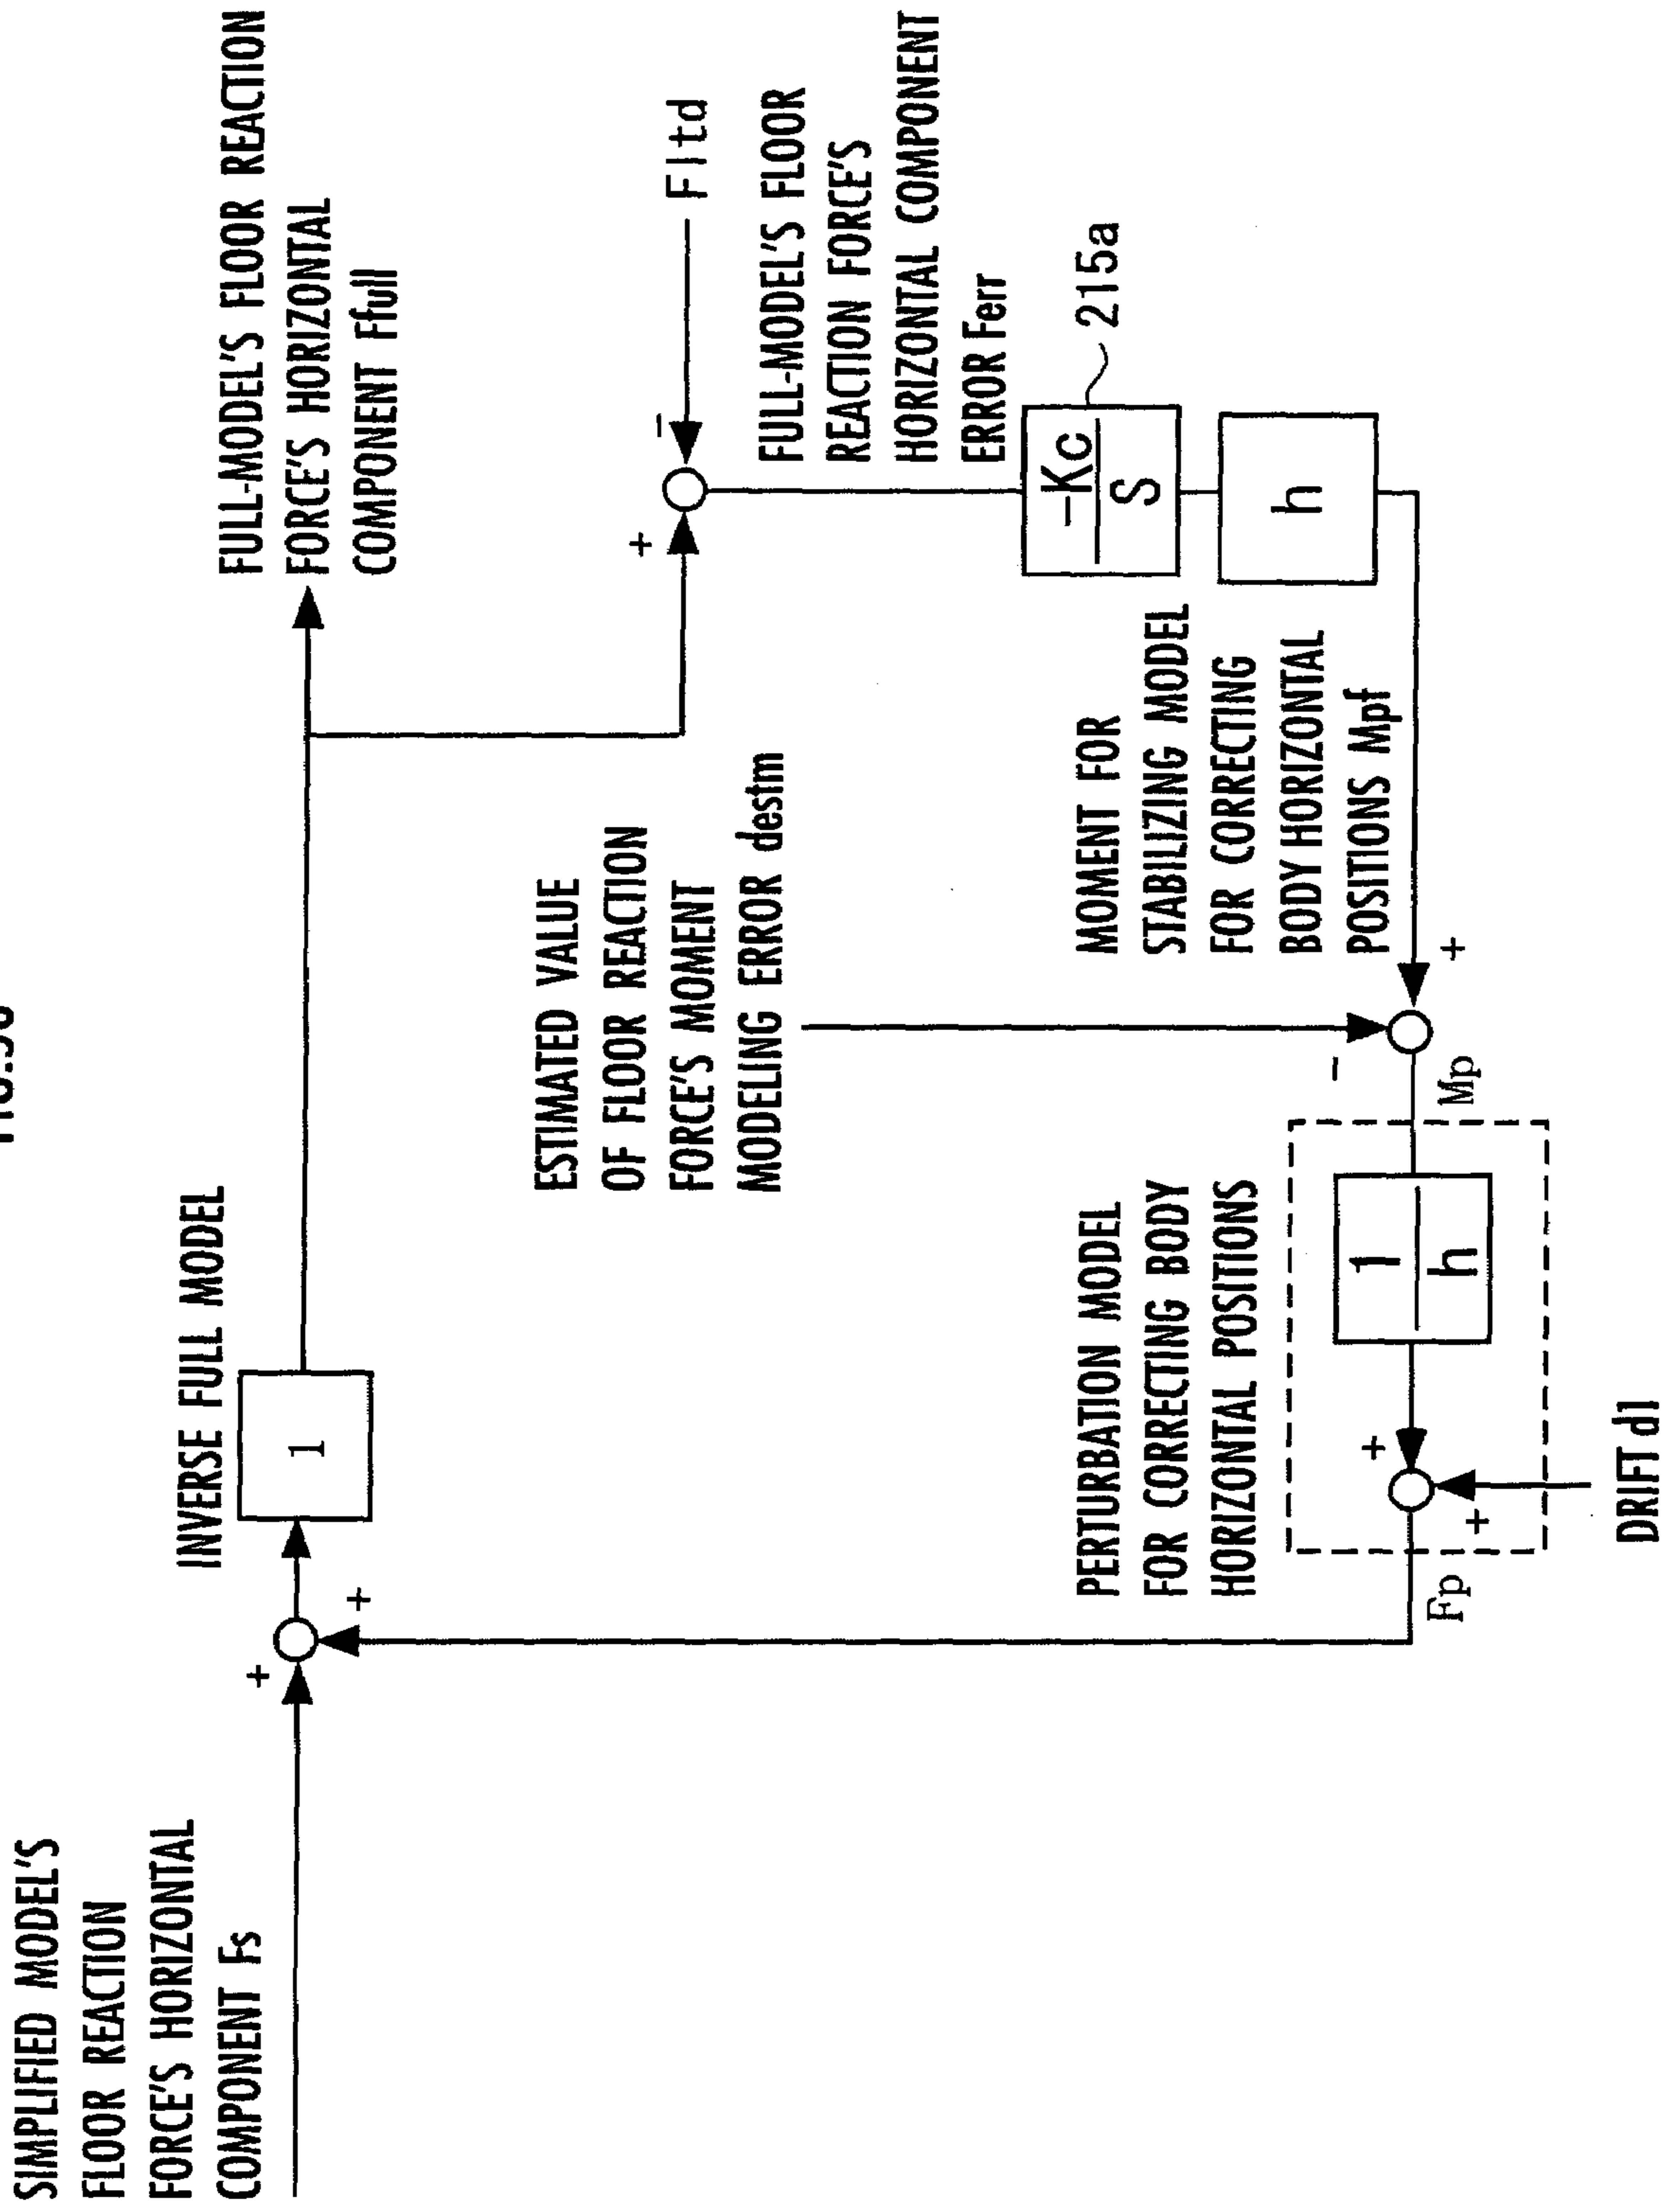 SIMPLIFIED MODEL'S
FLOOR REACTION
FORCE'S HORIZONTAL
COMPONENT Fs
+
+
INVERSE FULL MODEL
1
FULL-MODEL'S FLOOR REACTION
FORCE'S HORIZONTAL
COMPONENT Ffull
+
-
Fltd
FULL-MODEL'S FLOOR
REACTION FORCE'S
HORIZONTAL COMPONENT
ERROR Ferr
-Kc
S
215a
h
ESTIMATED VALUE
OF FLOOR REACTION
FORCE'S MOMENT
MODELING ERROR destm
MOMENT FOR
STABILIZING MODEL
FOR CORRECTING
BODY HORIZONTAL
POSITIONS Mpf
-
+
Mp
PERTURBATION MODEL
FOR CORRECTING BODY
HORIZONTAL POSITIONS
1
h
+
+
Fp
DRIFT d1